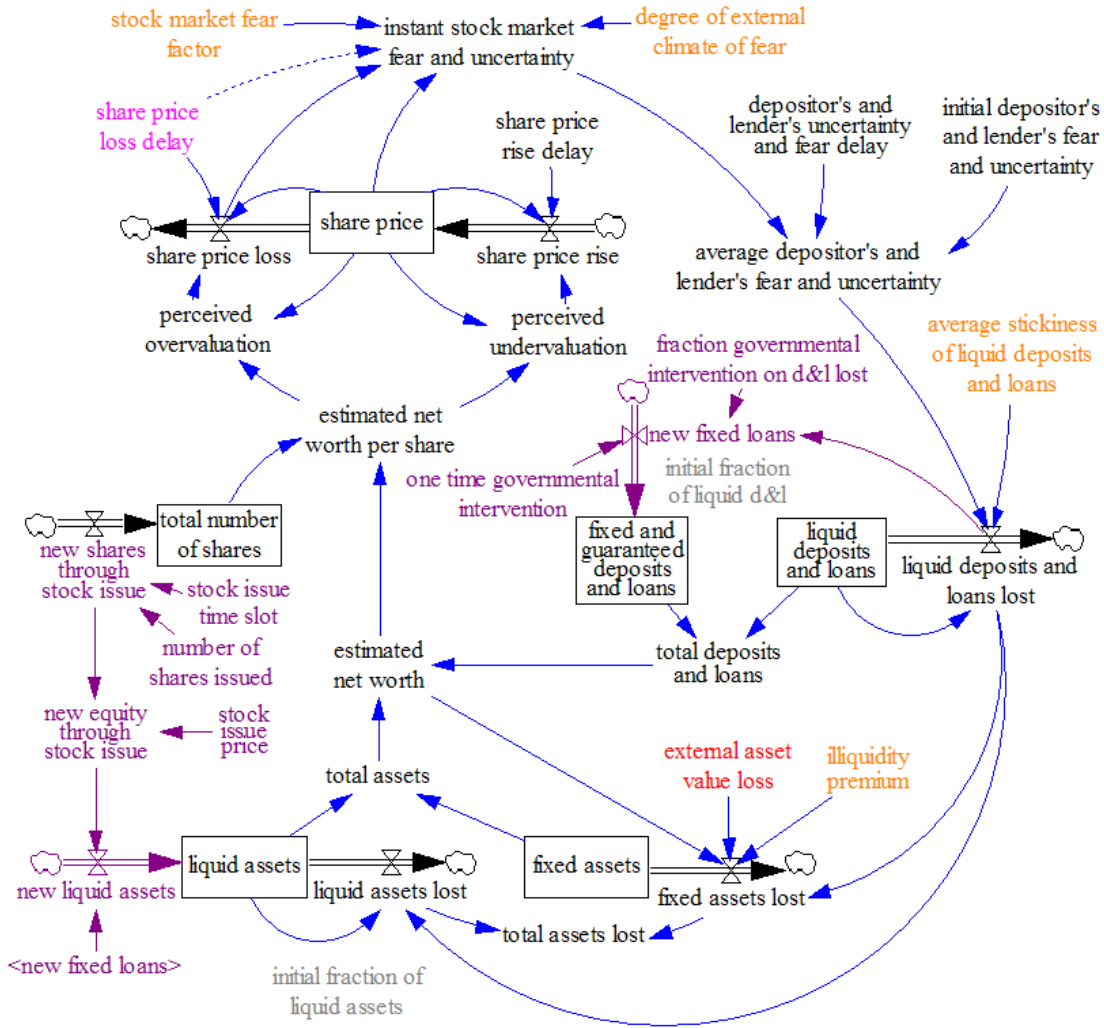 stock market fear
factor
instant stock market
fear and uncertainty
degree of external
climate of fear
share price
loss delay
share price
rise delay
depositor's and
lender's uncertainty
and fear delay
initial depositor's
and lender's fear
and uncertainty
share price
share price loss
share price rise
average depositor's and
lender's fear and uncertainty
perceived
overvaluation
perceived
undervaluation
average stickiness
of liquid deposits
and loans
fraction governmental
intervention on d&l lost
estimated net
worth per share
new fixed loans
initial fraction
of liquid d&l
one time governmental
intervention
total number
of shares
fixed and
guaranteed
deposits
and loans
liquid
deposits
and loans
liquid deposits and
loans lost
new shares
through
stock issue
stock issue
time slot
number of
shares issued
estimated
net worth
total deposits
and loans
new equity
through
stock issue
stock
issue
price
external asset
value loss
illiquidity
premium
total assets
liquid assets
fixed assets
new liquid assets
liquid assets lost
fixed assets lost
total assets lost
<new fixed loans>
initial fraction of
liquid assets